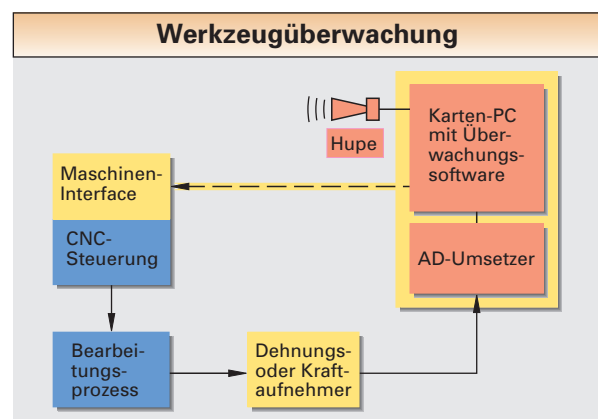 Werkzeugüberwachung
Karten-PC
mit Über-
wachungs-
software
Hupe
Maschinen-
Interface
CNC-
Steuerung
AD-Umsetzer
Bearbei-
tungs-
prozess
Dehnungs-
oder Kraft-
aufnehmer